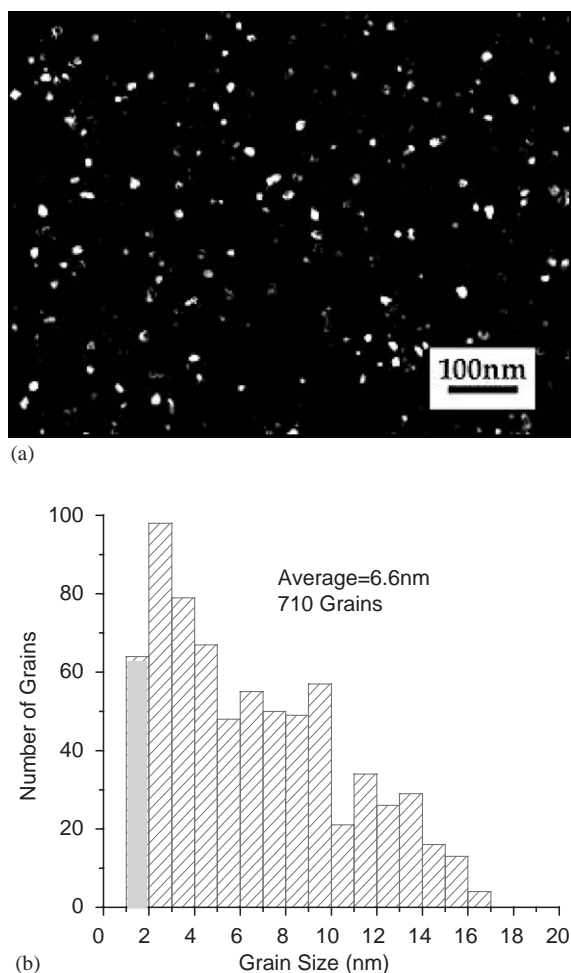 100nm
(a)
100
80
60
40
20
0
Number of Grains
Average=6.6nm
710 Grains
0 2 4 6 8 10 12 14 16 18 20
Grain Size (nm)
(b)